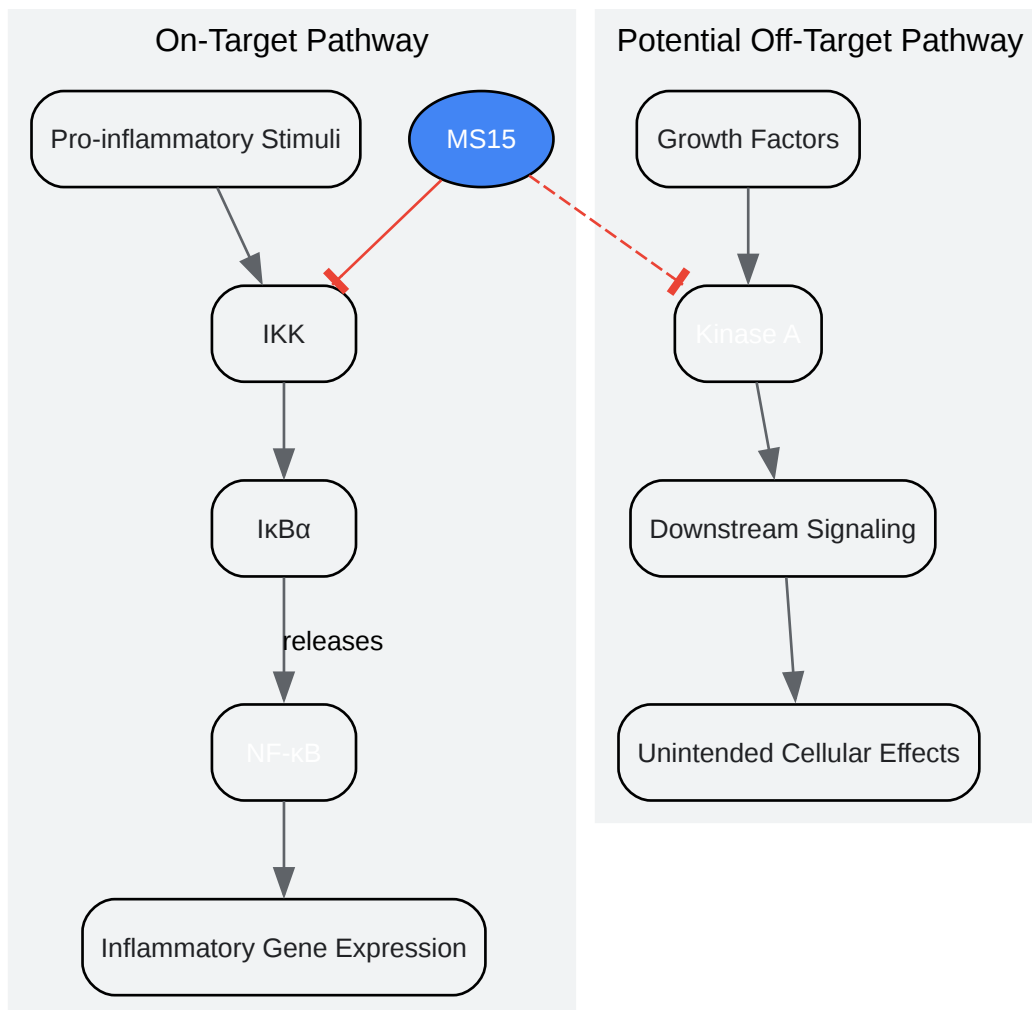 On-Target Pathway
Potential Off-Target Pathway
Pro-inflammatory Stimuli
MS15
Growth Factors
IKK
Kinase A
IκBα
Downstream Signaling
releases
NF-κB
Unintended Cellular Effects
Inflammatory Gene Expression